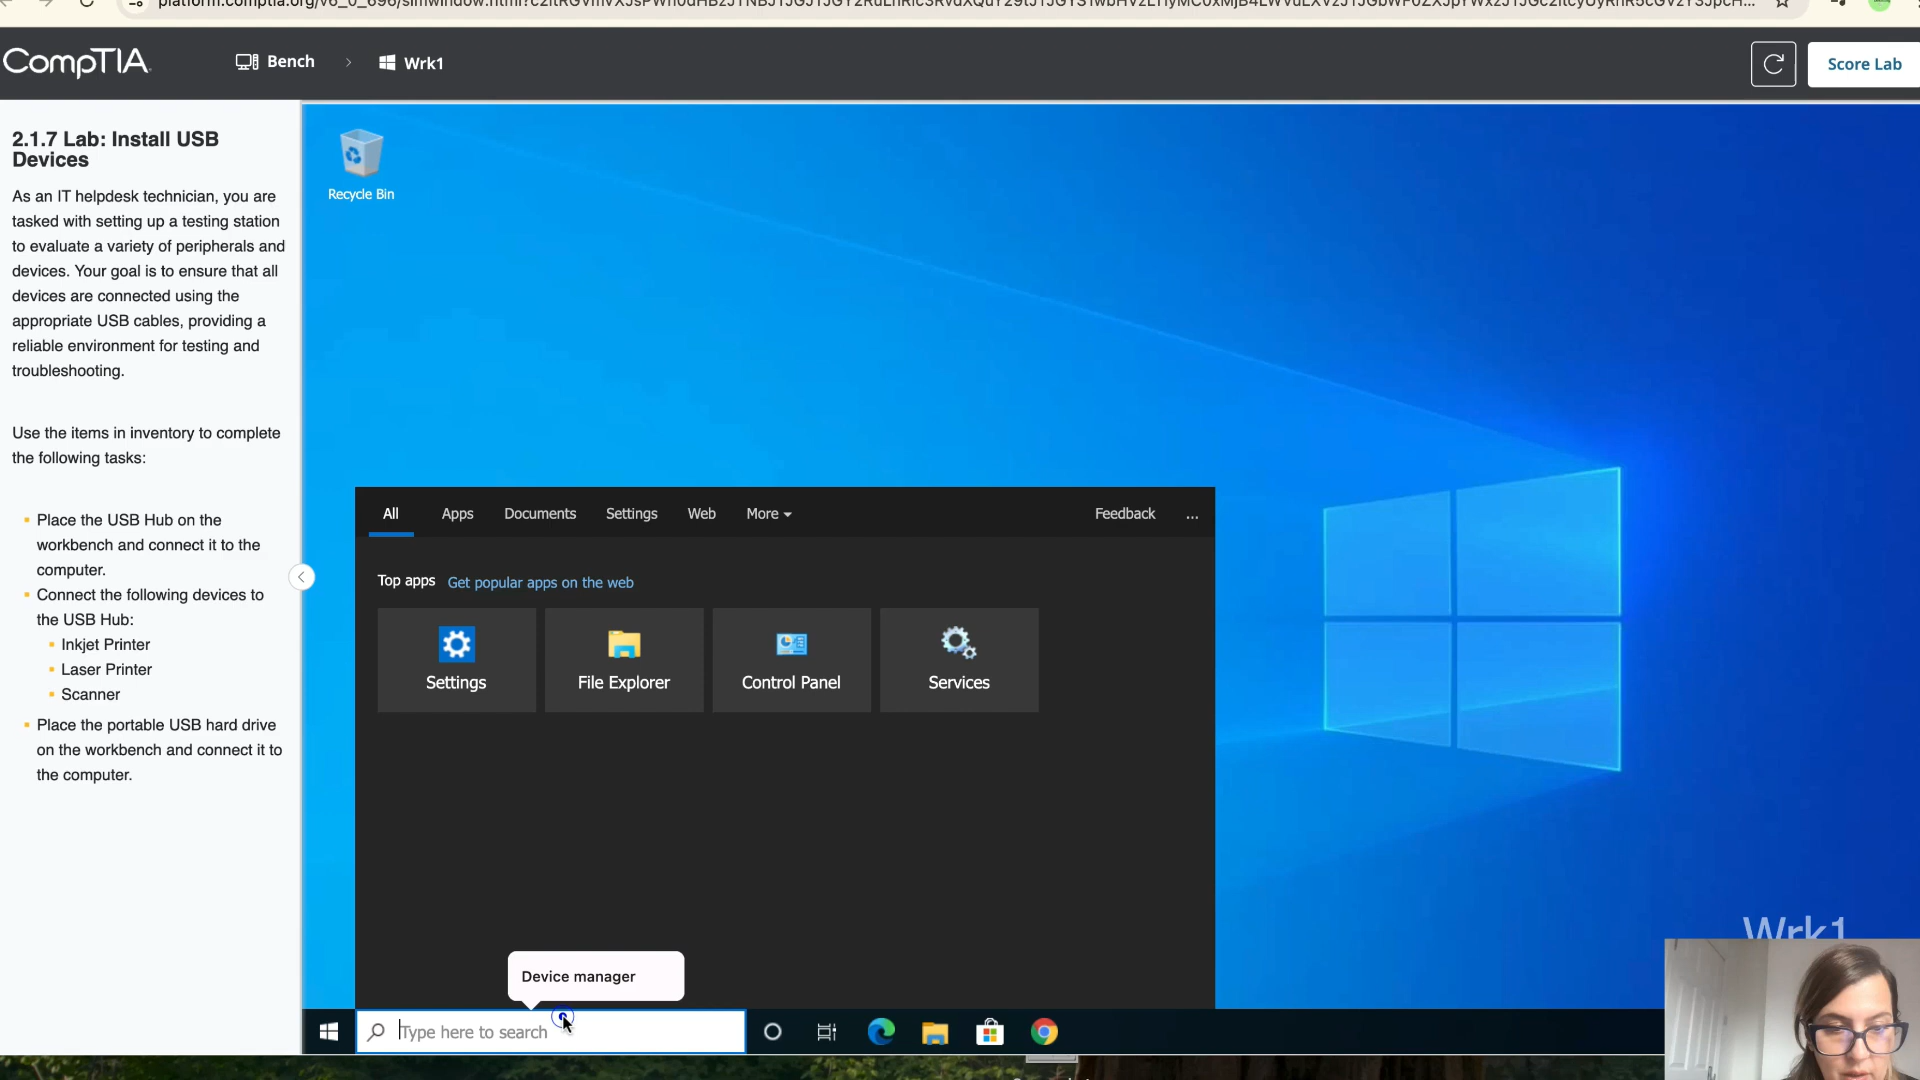 CompTIA.
Bench
Wrk1
Score Lab
2.1.7 Lab: Install USB
Devices
As an IT helpdesk technician, you are
tasked with setting up a testing station
to evaluate a variety of peripherals and
devices. Your goal is to ensure that all
devices are connected using the
appropriate USB cables, providing a
reliable environment for testing and
troubleshooting.
Use the items in inventory to complete
the following tasks:
Place the USB Hub on the
workbench and connect it to the
computer.
Connect the following devices to
the USB Hub:
Inkjet Printer
Laser Printer
Scanner
Place the portable USB hard drive
on the workbench and connect it to
the computer.
Recycle Bin
All Apps Documents Settings Web More Feedback ...
Top apps Get popular apps on the web
Settings File Explorer Control Panel Services
Device manager
Type here to search
Wrk1